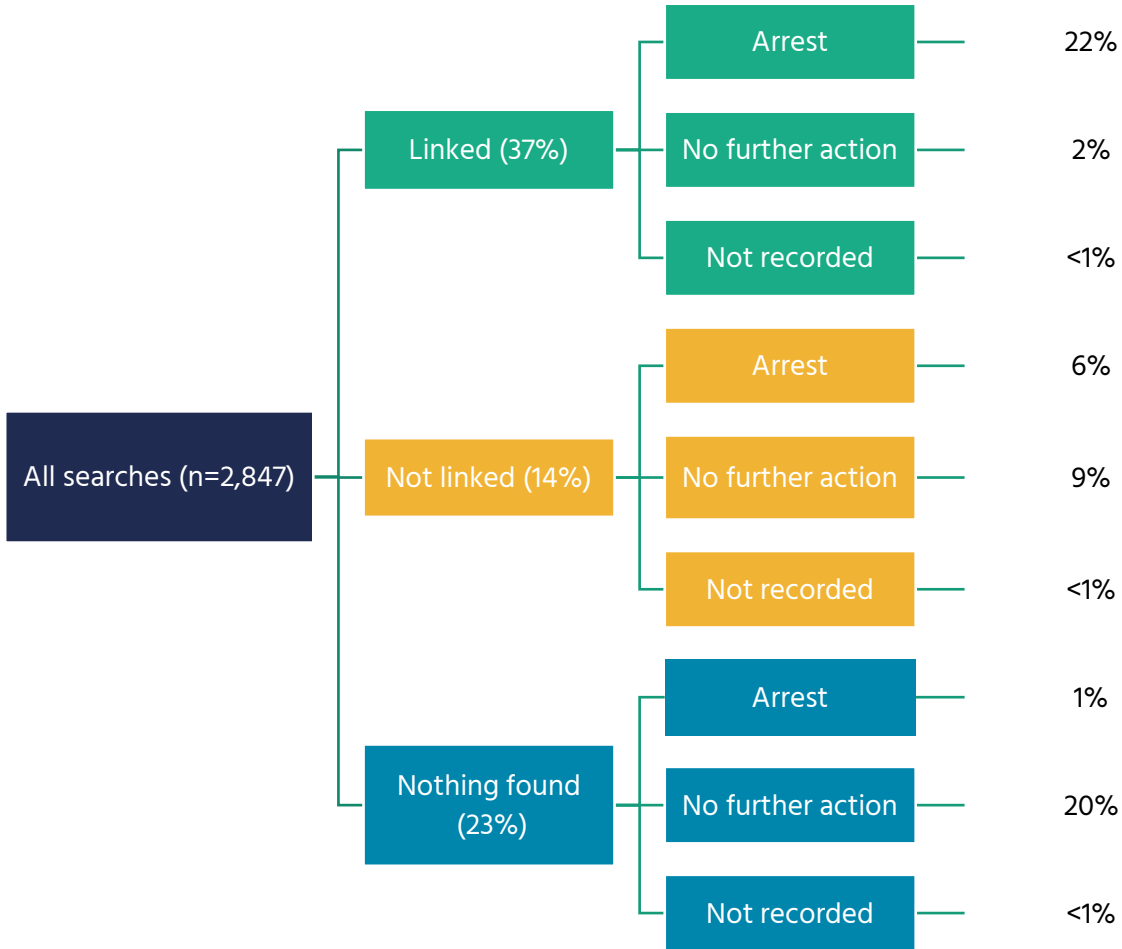 Arrest
22%
Linked (37%)
No further action
2%
Not recorded
<1%
Arrest
6%
All searches (n=2,847)
Not linked (14%)
No further action
9%
Not recorded
<1%
Arrest
1%
Nothing found
(23%)
No further action
20%
Not recorded
<1%